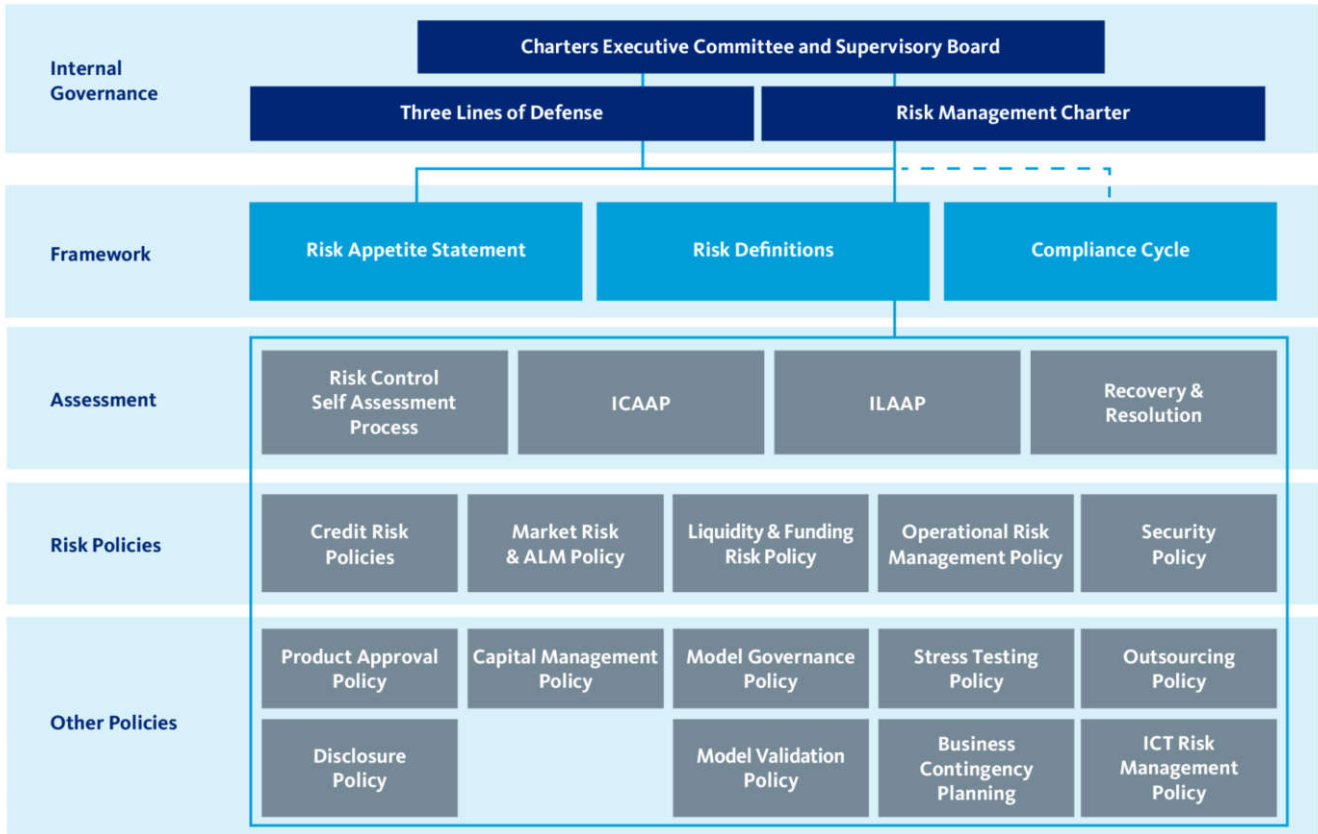 Charters Executive Committee and Supervisory Board
Internal
Governance
Three Lines of Defense
Risk Management Charter
Framework
Risk Appetite Statement
Risk Definitions
Compliance Cycle
Assessment
Risk Control
Self Assessment
Process
ICAAP
ILAAP
Recovery &
Resolution
Risk Policies
Credit Risk
Policies
Market Risk
& ALM Policy
Liquidity & Funding
Risk Policy
Operational Risk
Management Policy
Security
Policy
Other Policies
Product Approval
Policy
Capital Management
Policy
Model Governance
Policy
Stress Testing
Policy
Outsourcing
Policy
Disclosure
Policy
Model Validation
Policy
Business
Contingency
Planning
ICT Risk
Management
Policy